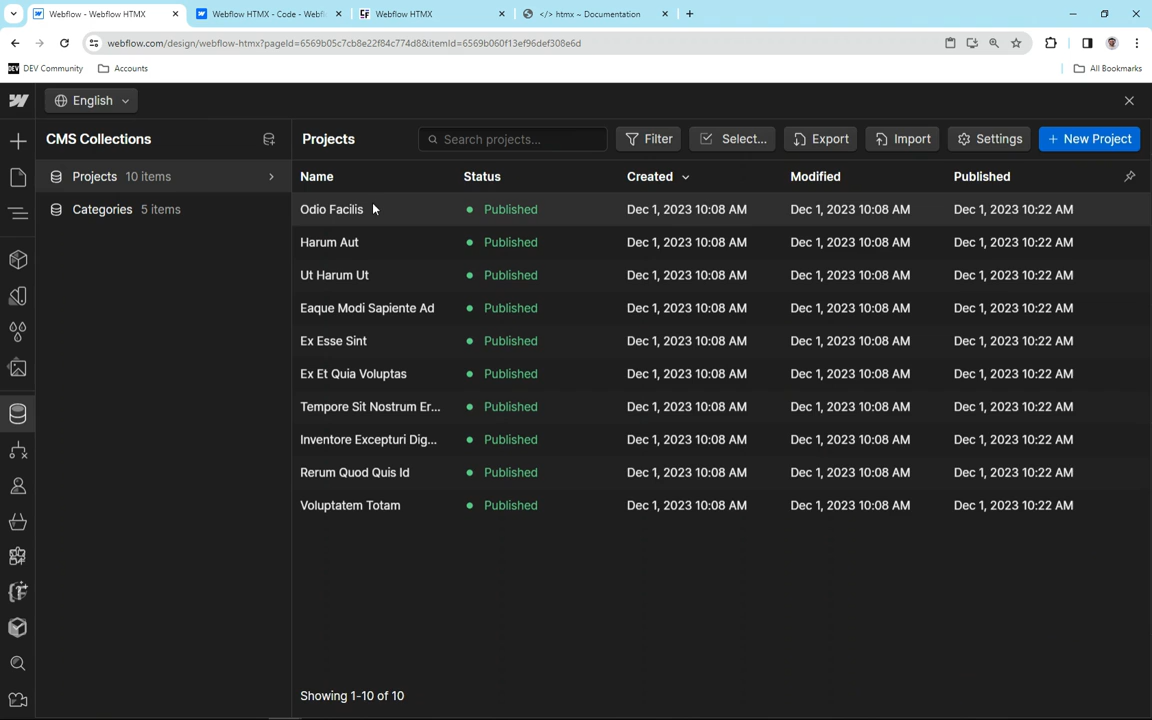 Webflow - Webflow HTMX
Webflow HTMX - Code - Webf
Webflow HTMX
</> htmx ~ Documentation
webflow.com/design/webflow-htmx?pageId=6569b05c7cb8e22f84c774d8&itemId=6569b060f13ef96def308e6d
DEV Community
Accounts
All Bookmarks
English
CMS Collections
Projects
Search projects...
Filter
Select...
Export
Import
Settings
+ New Project
Projects 10 items
Categories 5 items
Name Status Created Modified Published
Odio Facilis Published Dec 1, 2023 10:08 AM Dec 1, 2023 10:08 AM Dec 1, 2023 10:22 AM
Harum Aut Published Dec 1, 2023 10:08 AM Dec 1, 2023 10:08 AM Dec 1, 2023 10:22 AM
Ut Harum Ut Published Dec 1, 2023 10:08 AM Dec 1, 2023 10:08 AM Dec 1, 2023 10:22 AM
Eaque Modi Sapiente Ad Published Dec 1, 2023 10:08 AM Dec 1, 2023 10:08 AM Dec 1, 2023 10:22 AM
Ex Esse Sint Published Dec 1, 2023 10:08 AM Dec 1, 2023 10:08 AM Dec 1, 2023 10:22 AM
Ex Et Quia Voluptas Published Dec 1, 2023 10:08 AM Dec 1, 2023 10:08 AM Dec 1, 2023 10:22 AM
Tempore Sit Nostrum Er... Published Dec 1, 2023 10:08 AM Dec 1, 2023 10:08 AM Dec 1, 2023 10:22 AM
Inventore Excepturi Dig... Published Dec 1, 2023 10:08 AM Dec 1, 2023 10:08 AM Dec 1, 2023 10:22 AM
Rerum Quod Quis Id Published Dec 1, 2023 10:08 AM Dec 1, 2023 10:08 AM Dec 1, 2023 10:22 AM
Voluptatem Totam Published Dec 1, 2023 10:08 AM Dec 1, 2023 10:08 AM Dec 1, 2023 10:22 AM
Showing 1-10 of 10